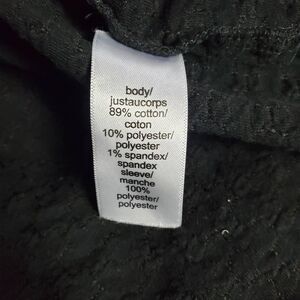 body/
justaucorps
89% cotton/
coton
10% polyester/
polyester
1% spandex/
spandex
sleeve/
manche
100%
polyester/
polyester